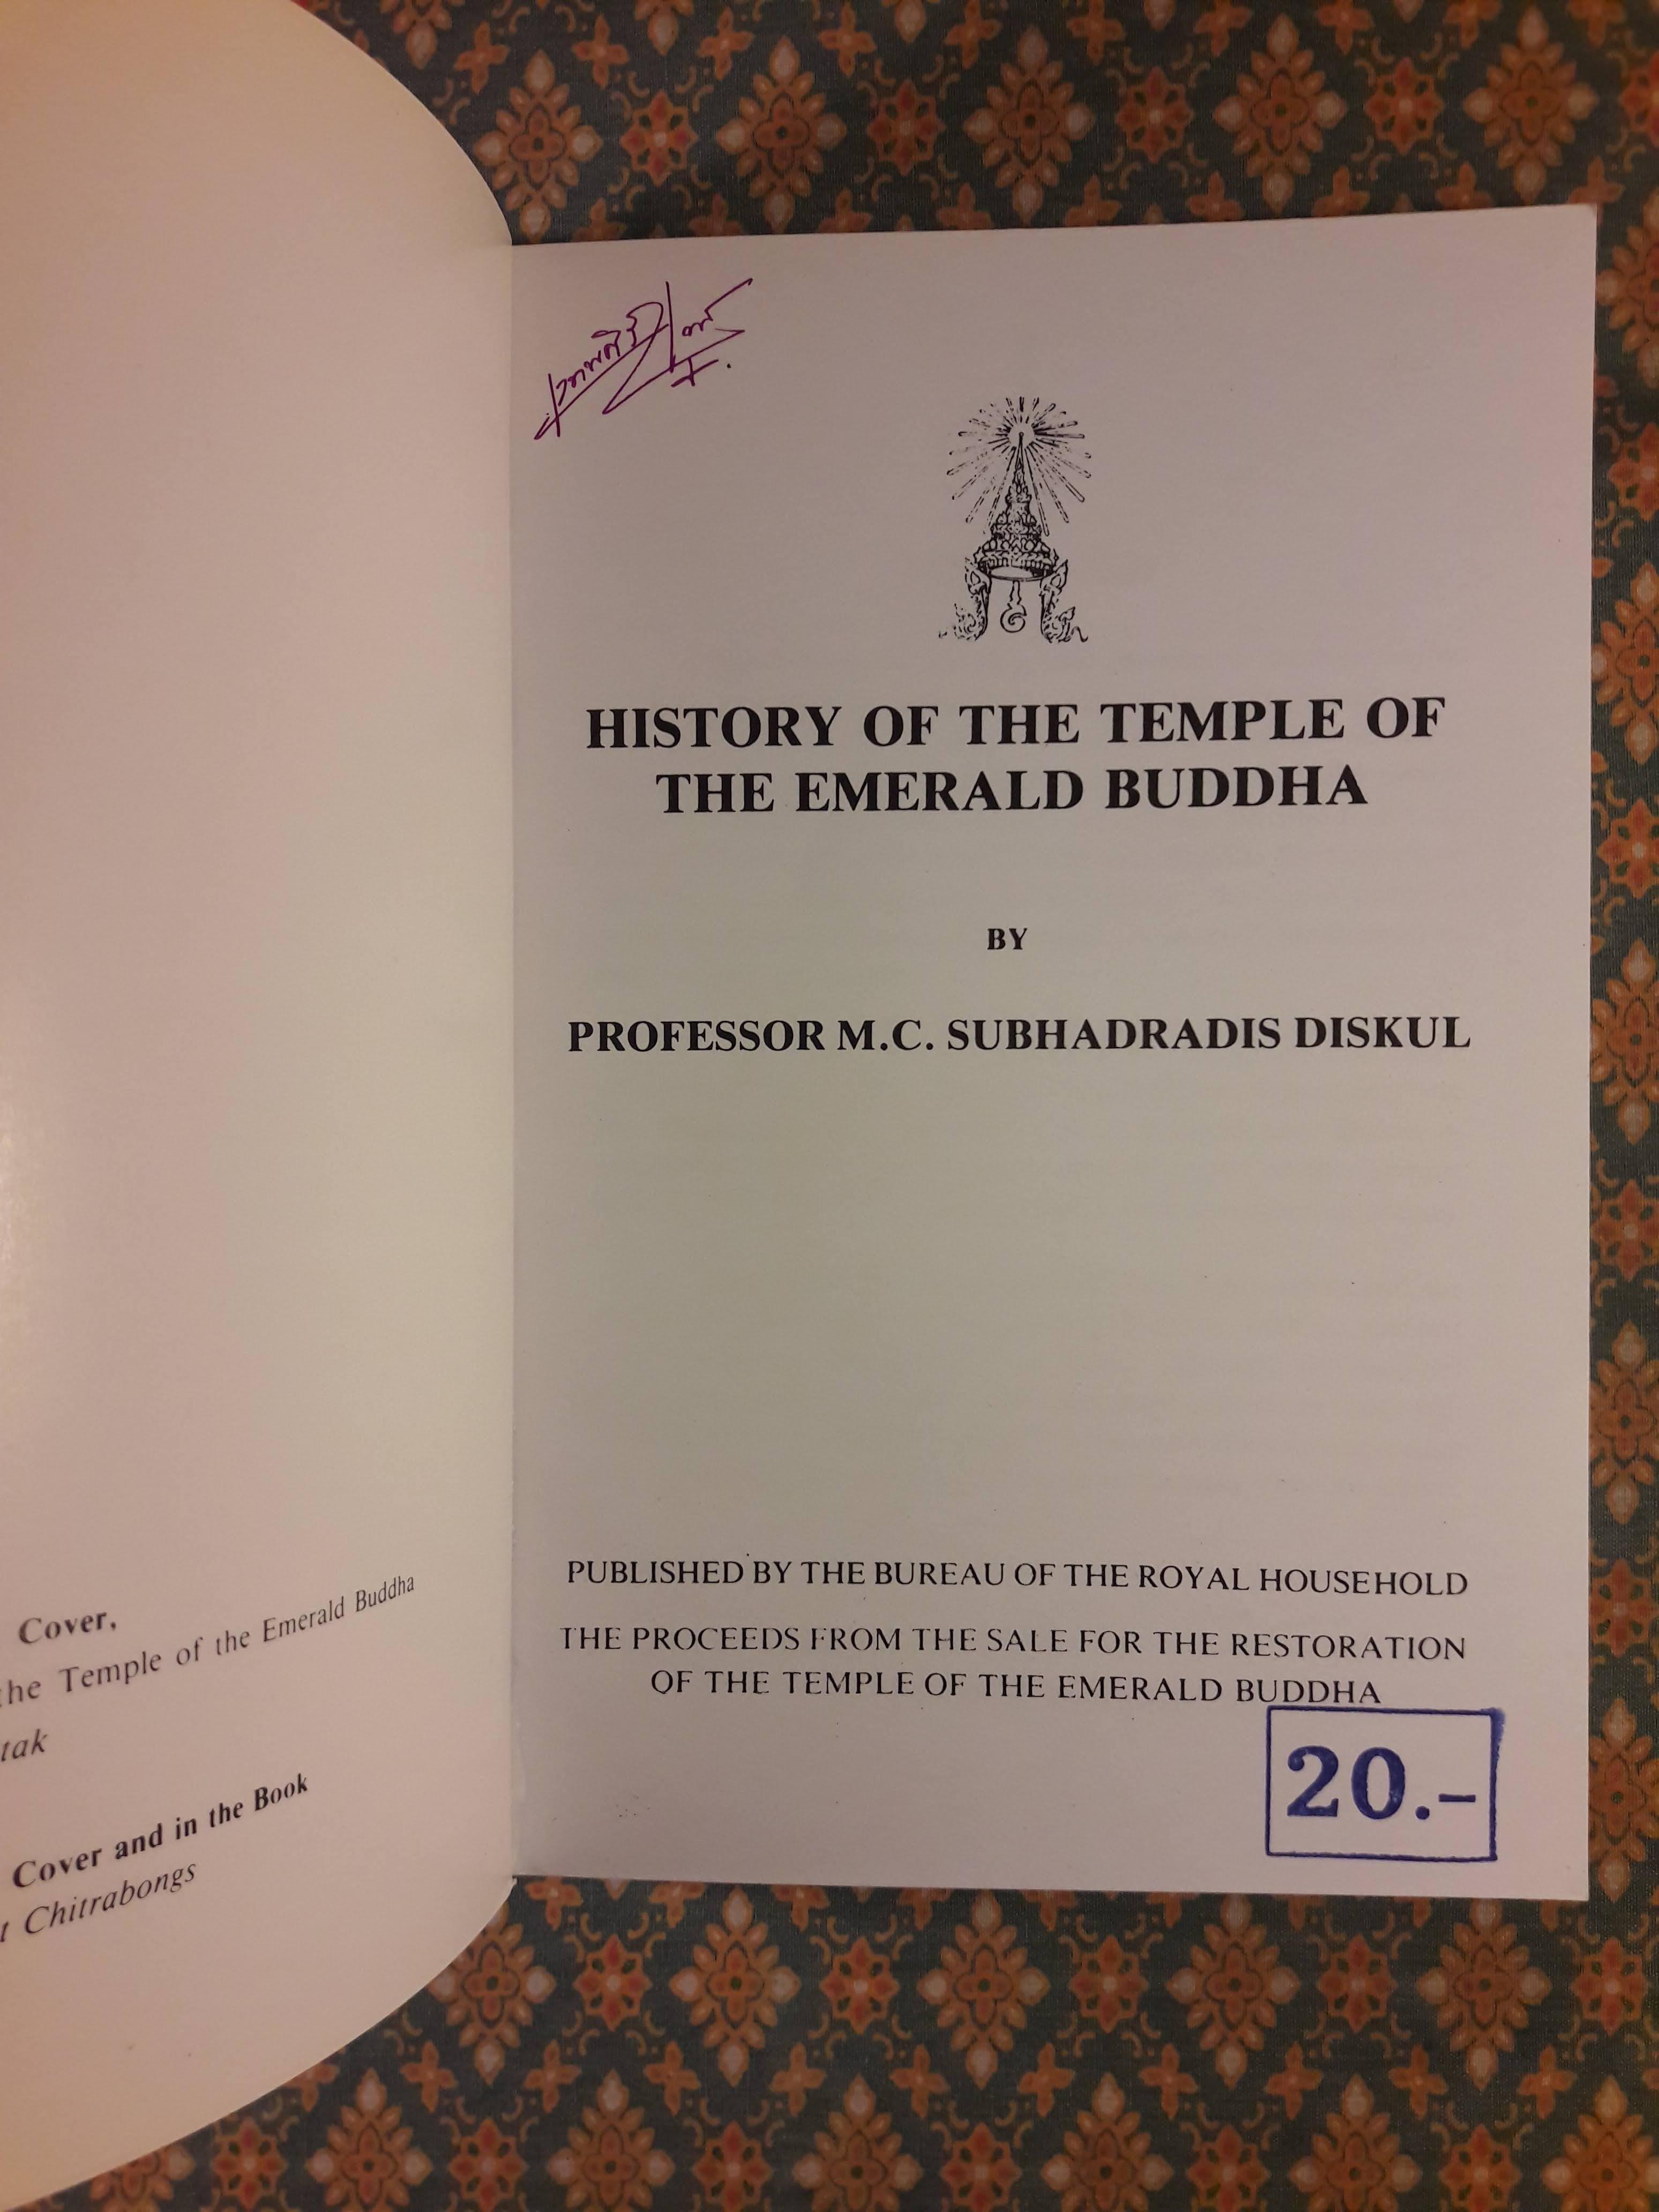 Cover,
the Temple of the Emerald Buddha
tak
Cover and in the Book
t Chitrabongs
HISTORY OF THE TEMPLE OF
THE EMERALD BUDDHA
BY
PROFESSOR M.C. SUBHADRADIS DISKUL
PUBLISHED BY THE BUREAU OF THE ROYAL HOUSEHOLD
THE PROCEEDS FROM THE SALE FOR THE RESTORATION
OF THE TEMPLE OF THE EMERALD BUDDHA
20.-